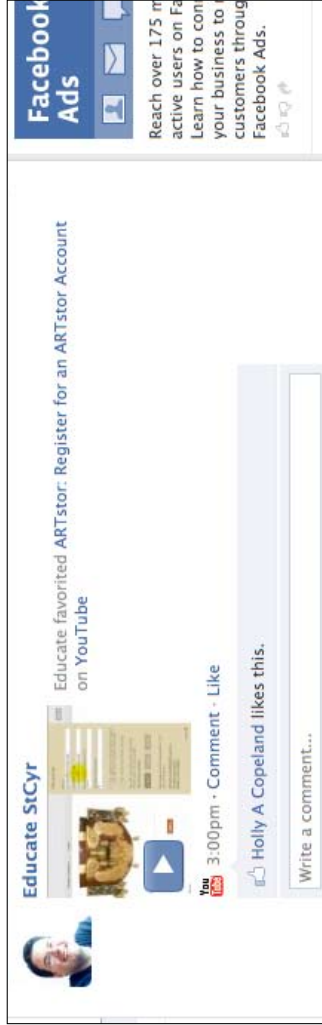 Educate StCyr
Educate favorited ARTstor: Register for an ARTstor Account
on YouTube
You
Tube
3:00pm · Comment · Like
Holly A Copeland likes this.
Write a comment...
Facebook
Ads
Reach over 175 m
active users on Fa
Learn how to con
your business to
customers throug
Facebook Ads.